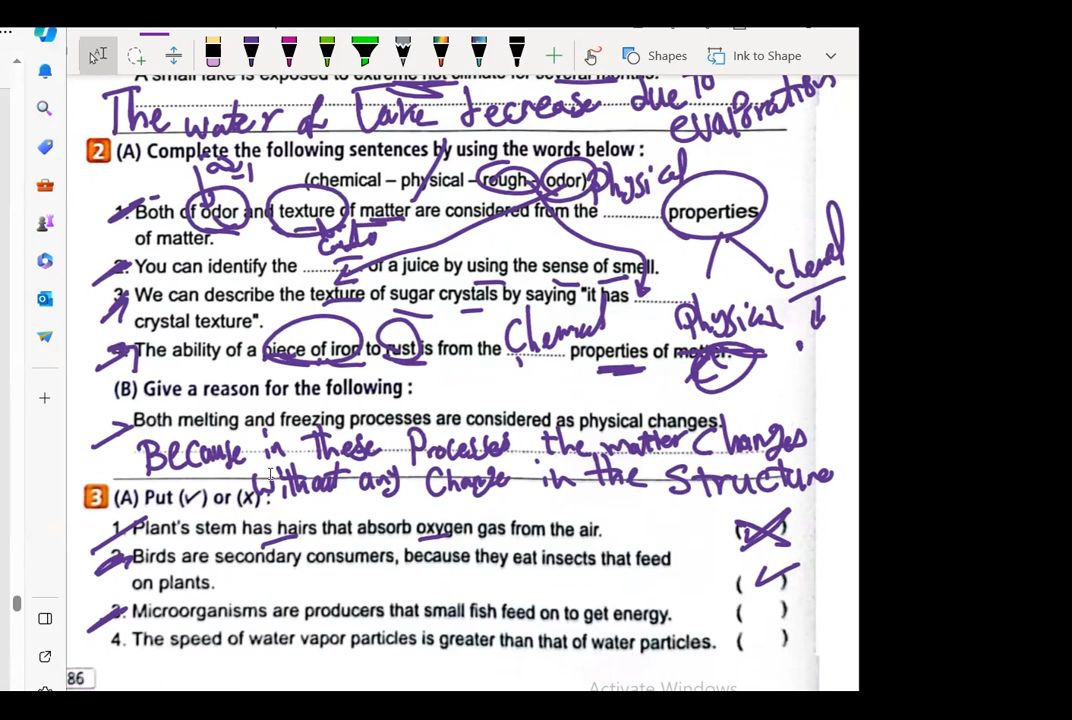 Shapes Ink to Shape
A small lake is exposed to extreme hot climate for several months.
The water of Lake decrease due to
evaporation
2 (A) Complete the following sentences by using the words below :
(chemical – physical – rough – odor)
physical
1. Both of odor and texture of matter are considered from the ............ properties
of matter.
odor
2. You can identify the ............ of a juice by using the sense of smell.
3. We can describe the texture of sugar crystals by saying "it has ............
crystal texture".
chemical
physical
Chemical
4. The ability of a piece of iron to rust is from the ............ properties of matter.
(B) Give a reason for the following :
Both melting and freezing processes are considered as physical changes.
Because in These Processes the matter Changes
without any Change in the Structure
3 (A) Put (✓) or (x) :
1. Plant's stem has hairs that absorb oxygen gas from the air. (X)
2. Birds are secondary consumers, because they eat insects that feed
on plants. (✓)
3. Microorganisms are producers that small fish feed on to get energy. ( )
4. The speed of water vapor particles is greater than that of water particles. ( )
86
Activate Windows